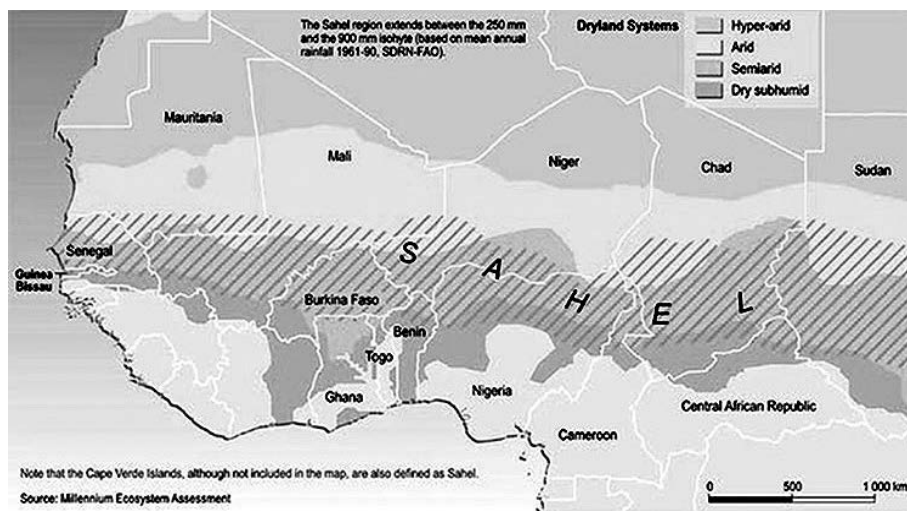 The Sahel region extends between the 250 mm
and the 900 mm isohyte (based on mean annual
rainfall 1961-90, SDRN-FAO).
Dryland Systems
Hyper-arid
Arid
Semiarid
Dry subhumid
Mauritania
Mali
Niger
Chad
Sudan
Senegal
Guinea
Bissau
S
A
H
E
L
Burkina Faso
Benin
Togo
Ghana
Nigeria
Cameroon
Central African Republic
Note that the Cape Verde Islands, although not included in the map, are also defined as Sahel.
Source: Millennium Ecosystem Assessment
0 500 1 000 km